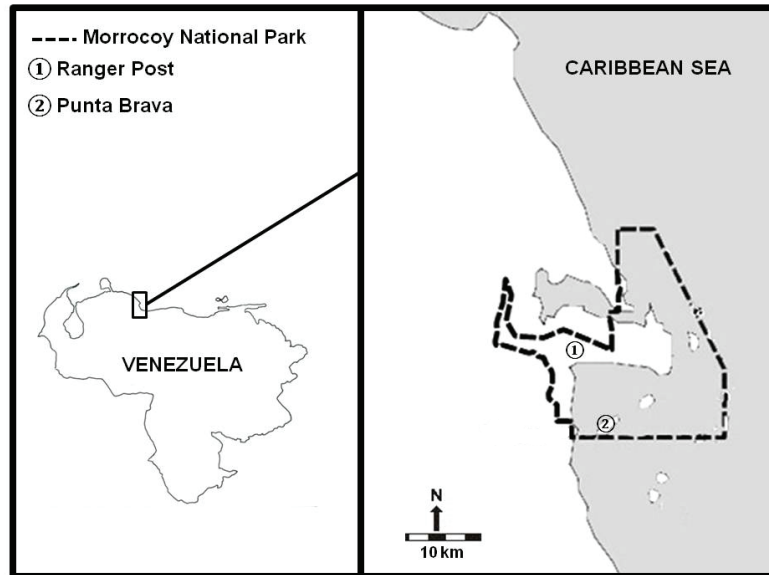 Morrocoy National Park
① Ranger Post
② Punta Brava
VENEZUELA
CARIBBEAN SEA
①
②
N
10 km